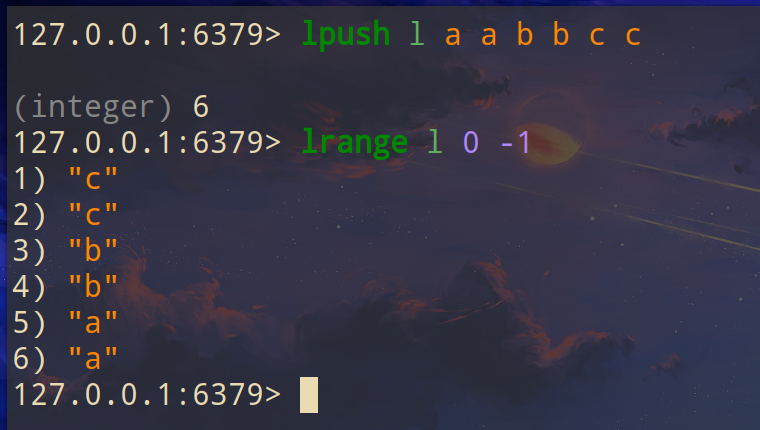 127.0.0.1:6379> lpush l a a b b c c
(integer) 6
127.0.0.1:6379> lrange l 0 -1
1) "c"
2) "c"
3) "b"
4) "b"
5) "a"
6) "a"
127.0.0.1:6379>